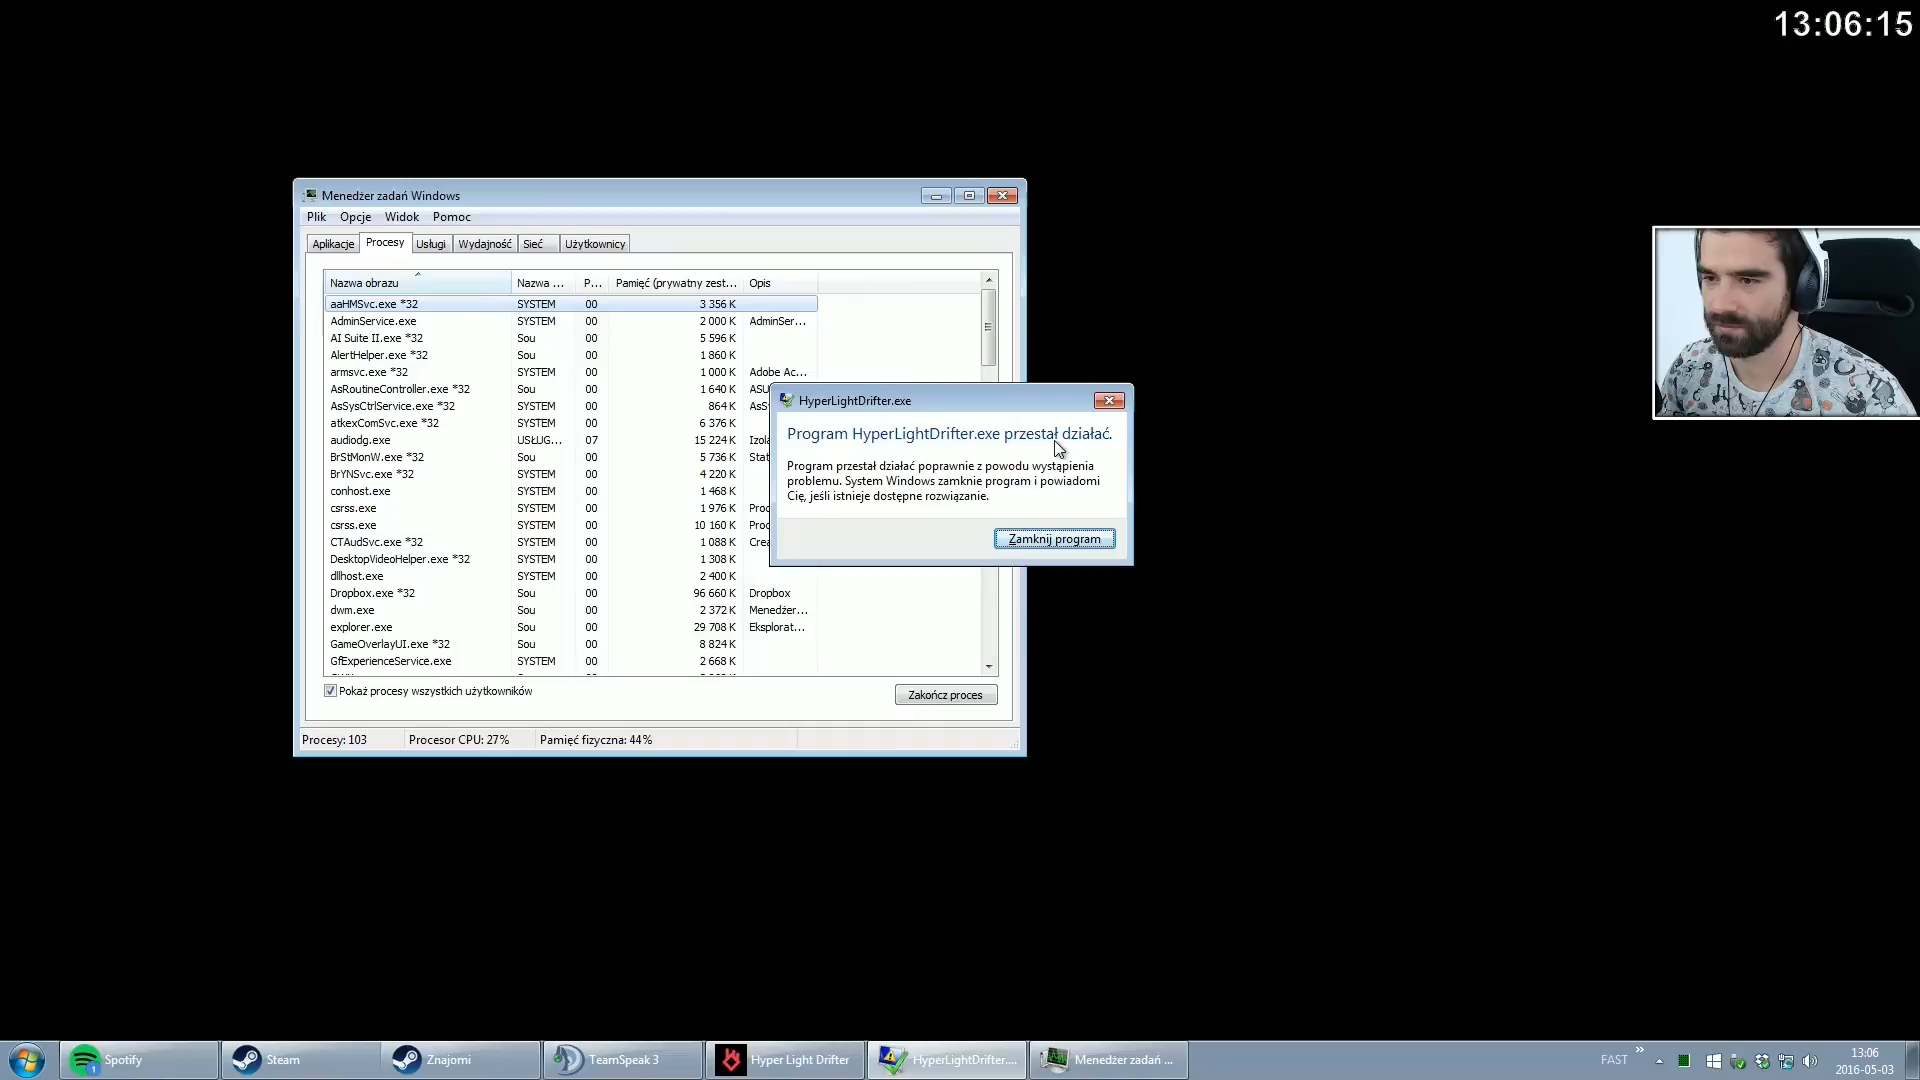 13:06:15
Menedżer zadań Windows
Plik Opcje Widok Pomoc
Aplikacje Procesy Usługi Wydajność Sieć Użytkownicy
Nazwa obrazu Nazwa ... P... Pamięć (prywatny zest... Opis
aaHMSvc.exe *32 SYSTEM 00 3 356 K
AdminService.exe SYSTEM 00 2 000 K AdminSer...
AI Suite II.exe *32 Sou 00 5 596 K
AlertHelper.exe *32 Sou 00 1 860 K
armsvc.exe *32 SYSTEM 00 1 000 K Adobe Ac...
AsRoutineController.exe *32 Sou 00 1 640 K ASU
AsSysCtrlService.exe *32 SYSTEM 00 864 K AsS
atkexComSvc.exe *32 SYSTEM 00 6 376 K
audiodg.exe USŁUG... 07 15 224 K Izola
BrStMonW.exe *32 Sou 00 5 736 K Stat
BrYNSvc.exe *32 SYSTEM 00 4 220 K
conhost.exe SYSTEM 00 1 468 K
csrss.exe SYSTEM 00 1 976 K Proc
csrss.exe SYSTEM 00 10 160 K Proc
CTAudSvc.exe *32 SYSTEM 00 1 088 K Crea
DesktopVideoHelper.exe *32 SYSTEM 00 1 308 K
dllhost.exe SYSTEM 00 2 400 K
Dropbox.exe *32 Sou 00 96 660 K Dropbox
dwm.exe Sou 00 2 372 K Menedżer...
explorer.exe Sou 00 29 708 K Eksplorat...
GameOverlayUI.exe *32 Sou 00 8 824 K
GfExperienceService.exe SYSTEM 00 2 668 K
Pokaż procesy wszystkich użytkowników
Zakończ proces
Procesy: 103 Procesor CPU: 27% Pamięć fizyczna: 44%
HyperLightDrifter.exe
Program HyperLightDrifter.exe przestał działać.
Program przestał działać poprawnie z powodu wystąpienia
problemu. System Windows zamknie program i powiadomi
Cię, jeśli istnieje dostępne rozwiązanie.
Zamknij program
Spotify Steam Znajomi TeamSpeak 3 Hyper Light Drifter HyperLightDrifter.... Menedżer zadań ... FAST
13:06
2016-05-03